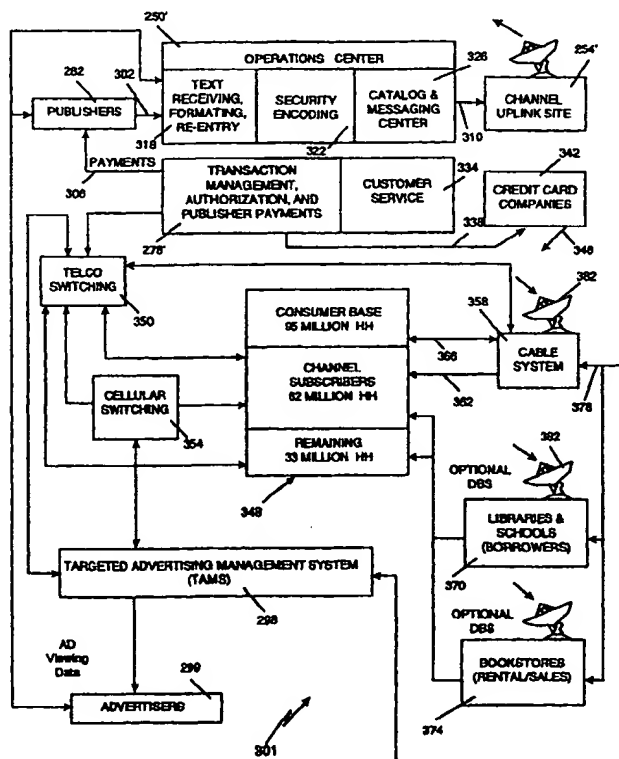 250'
OPERATIONS CENTER
326
254'
282
302
PUBLISHERS
TEXT
RECEIVING,
FORMATING,
RE-ENTRY
318
SECURITY
ENCODING
322
CATALOG &
MESSAGING
CENTER
310
CHANNEL
UPLINK SITE
PAYMENTS
306
TRANSACTION
MANAGEMENT,
AUTHORIZATION, AND
PUBLISHER PAYMENTS
278'
334
CUSTOMER
SERVICE
338
342
CREDIT CARD
COMPANIES
346
TELCO
SWITCHING
350
CONSUMER BASE
95 MILLION HH
CHANNEL
SUBSCRIBERS
62 MILLION HH
REMAINING
33 MILLION HH
348
366
362
358
382
CABLE
SYSTEM
378
CELLULAR
SWITCHING
354
OPTIONAL
DBS
382
LIBRARIES &
SCHOOLS
(BORROWERS)
370
TARGETED ADVERTISING MANAGEMENT SYSTEM
(TAMS)
298
OPTIONAL
DBS
BOOKSTORES
(RENTAL/SALES)
374
AD
Viewing
Data
299
ADVERTISERS
301